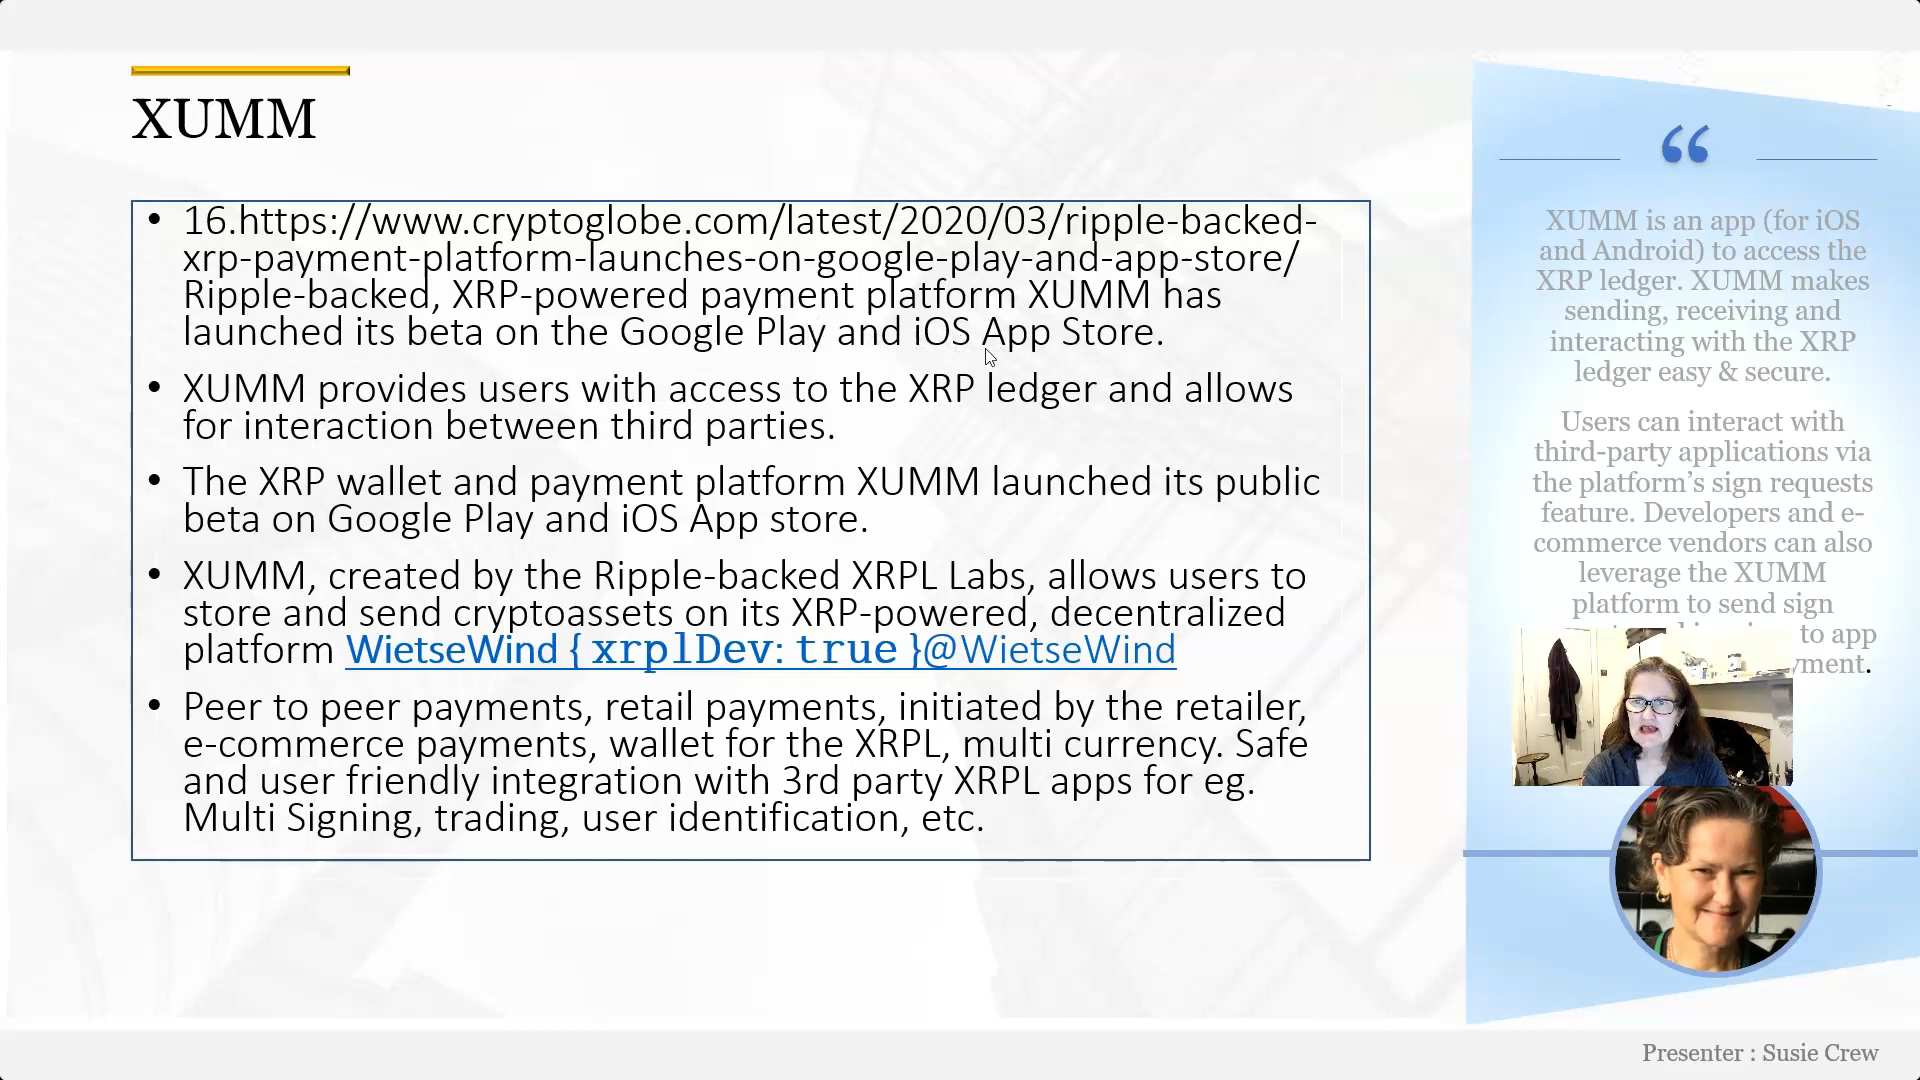 XUMM
• 16.https://www.cryptoglobe.com/latest/2020/03/ripple-backed-
xrp-payment-platform-launches-on-google-play-and-app-store/
Ripple-backed, XRP-powered payment platform XUMM has
launched its beta on the Google Play and iOS App Store.
• XUMM provides users with access to the XRP ledger and allows
for interaction between third parties.
• The XRP wallet and payment platform XUMM launched its public
beta on Google Play and iOS App store.
• XUMM, created by the Ripple-backed XRPL Labs, allows users to
store and send cryptoassets on its XRP-powered, decentralized
platform WietseWind { xrplDev: true }@WietseWind
• Peer to peer payments, retail payments, initiated by the retailer,
e-commerce payments, wallet for the XRPL, multi currency. Safe
and user friendly integration with 3rd party XRPL apps for eg.
Multi Signing, trading, user identification, etc.
“
XUMM is an app (for iOS
and Android) to access the
XRP ledger. XUMM makes
sending, receiving and
interacting with the XRP
ledger easy & secure.
Users can interact with
third-party applications via
the platform’s sign requests
feature. Developers and e-
commerce vendors can also
leverage the XUMM
platform to send sign
to app
Presenter : Susie Crew